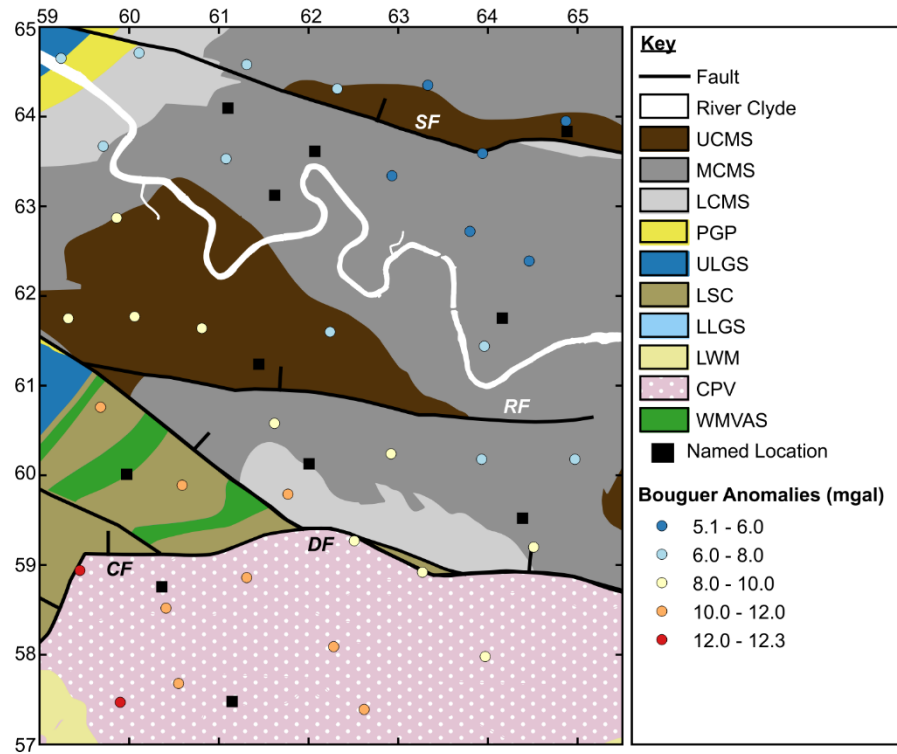 59 60 61 62 63 64 65
65
64
63
62
61
60
59
58
57
SF
RF
DF
CF
Key
Fault
River Clyde
UCMS
MCMS
LCMS
PGP
ULGS
LSC
LLGS
LWM
CPV
WMVAS
Named Location
Bouguer Anomalies (mgal)
5.1 - 6.0
6.0 - 8.0
8.0 - 10.0
10.0 - 12.0
12.0 - 12.3